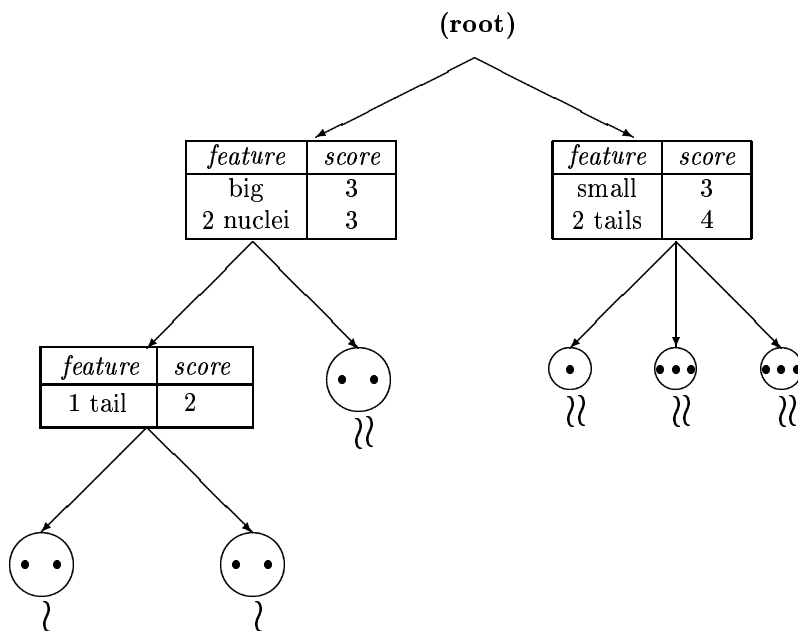 (root)
feature score
big 3
2 nuclei 3
feature score
small 3
2 tails 4
feature score
1 tail 2